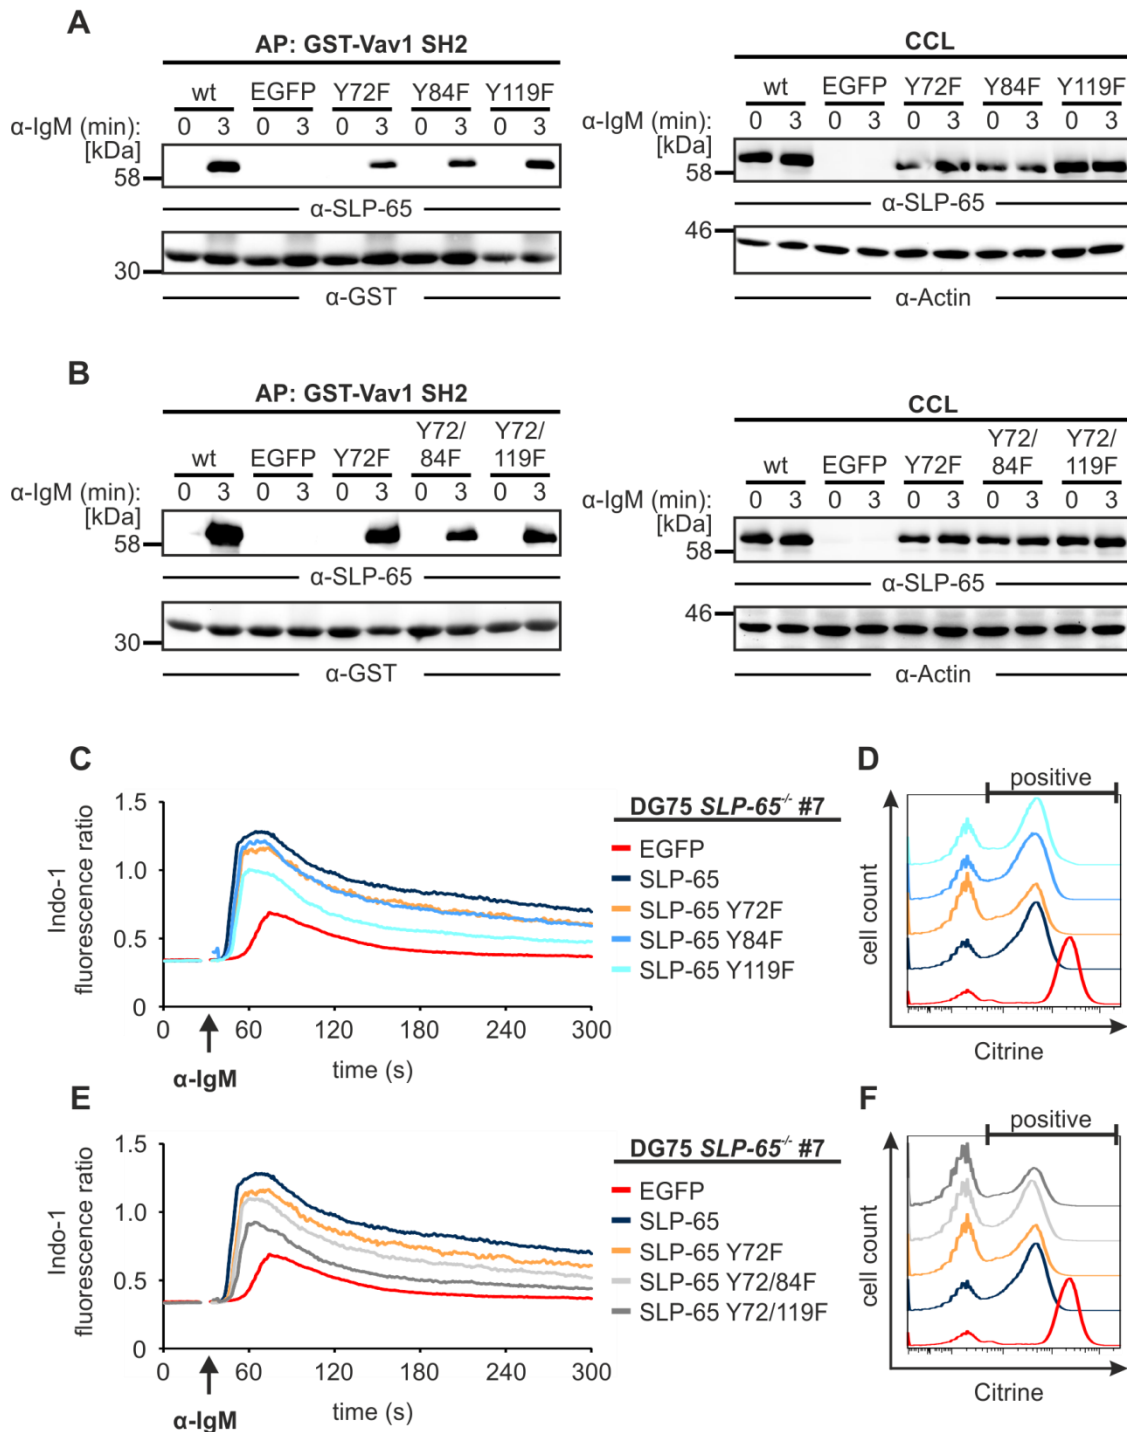 A
AP: GST-Vav1 SH2
wt EGFP Y72F Y84F Y119F
α-IgM (min): 0 3 0 3 0 3 0 3 0 3
[kDa]
58
α-SLP-65
30
α-GST
CCL
wt EGFP Y72F Y84F Y119F
α-IgM (min): 0 3 0 3 0 3 0 3 0 3
[kDa]
58
α-SLP-65
46
α-Actin
B
AP: GST-Vav1 SH2
Y72/ Y72/
wt EGFP Y72F 84F 119F
α-IgM (min): 0 3 0 3 0 3 0 3 0 3
[kDa]
58
α-SLP-65
30
α-GST
CCL
Y72/ Y72/
wt EGFP Y72F 84F 119F
α-IgM (min): 0 3 0 3 0 3 0 3 0 3
[kDa]
58
α-SLP-65
46
α-Actin
C
Indo-1
fluorescence ratio
1.5
1.0
0.5
0
0 60 120 180 240 300
α-IgM
time (s)
DG75 SLP-65-/- #7
EGFP
SLP-65
SLP-65 Y72F
SLP-65 Y84F
SLP-65 Y119F
D
positive
cell count
Citrine
E
Indo-1
fluorescence ratio
1.5
1.0
0.5
0
0 60 120 180 240 300
α-IgM
time (s)
DG75 SLP-65-/- #7
EGFP
SLP-65
SLP-65 Y72F
SLP-65 Y72/84F
SLP-65 Y72/119F
F
positive
cell count
Citrine